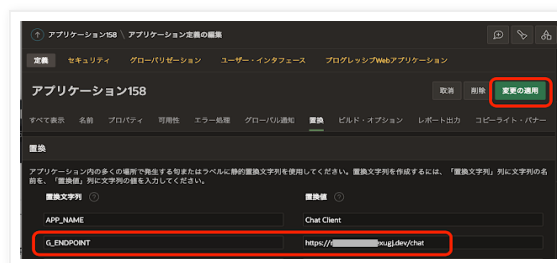 アプリケーション158 \ アプリケーション定義の編集
定義 セキュリティ グローバリゼーション ユーザー・インタフェース プログレッシブWebアプリケーション
アプリケーション158 取消 削除 変更の適用
すべて表示 名前 プロパティ 可用性 エラー処理 グローバル通知 置換 ビルド・オプション レポート出力 コピーライト・バナー
置換
アプリケーション内の多くの場所で発生する句またはラベルに静的置換文字列を使用してください。置換文字列を作成するには、「置換文字列」列に文字列の名
前を、「置換値」列に文字列の値を入力してください。
置換文字列 置換値
APP_NAME Chat Client
G_ENDPOINT https:// xugj.dev/chat